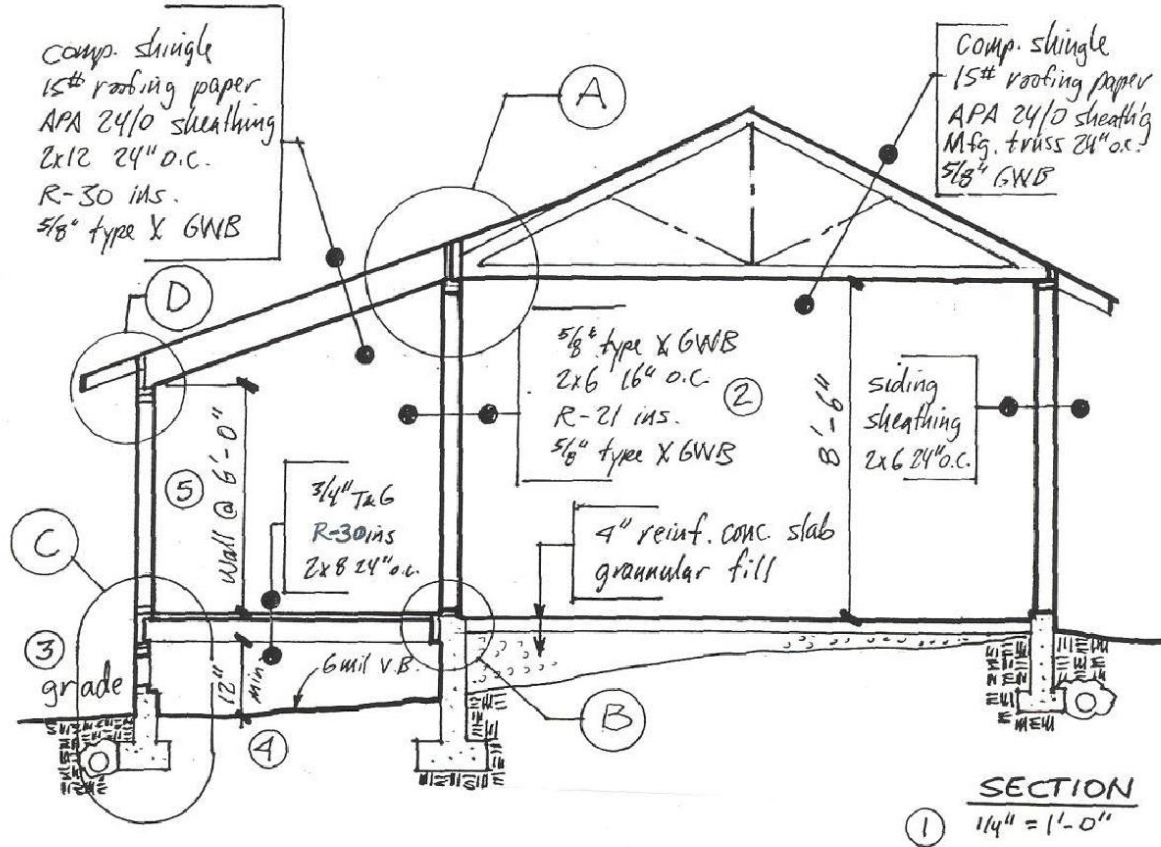 comp. shingle
15# roofing paper
APA 24/0 sheathing
2x12 24" o.c.
R-30 ins.
5/8" type X GWB
A
Comp. shingle
15# roofing paper
APA 24/0 sheath'g
Mfg. truss 24" o.c.
5/8" GWB
D
5/8" type X GWB
2x6 16" o.c.
R-21 ins.
5/8" type X GWB
2
8'-6"
siding
sheathing
2x6 24" o.c.
5
Wall @ 6'-0"
3/4" T&G
R-30 ins
2x8 24" o.c.
4" reinf. conc. slab
grannular fill
C
3
grade
12"
min.
6 mil V.B.
B
4
SECTION
1
1/4" = 1'-0"